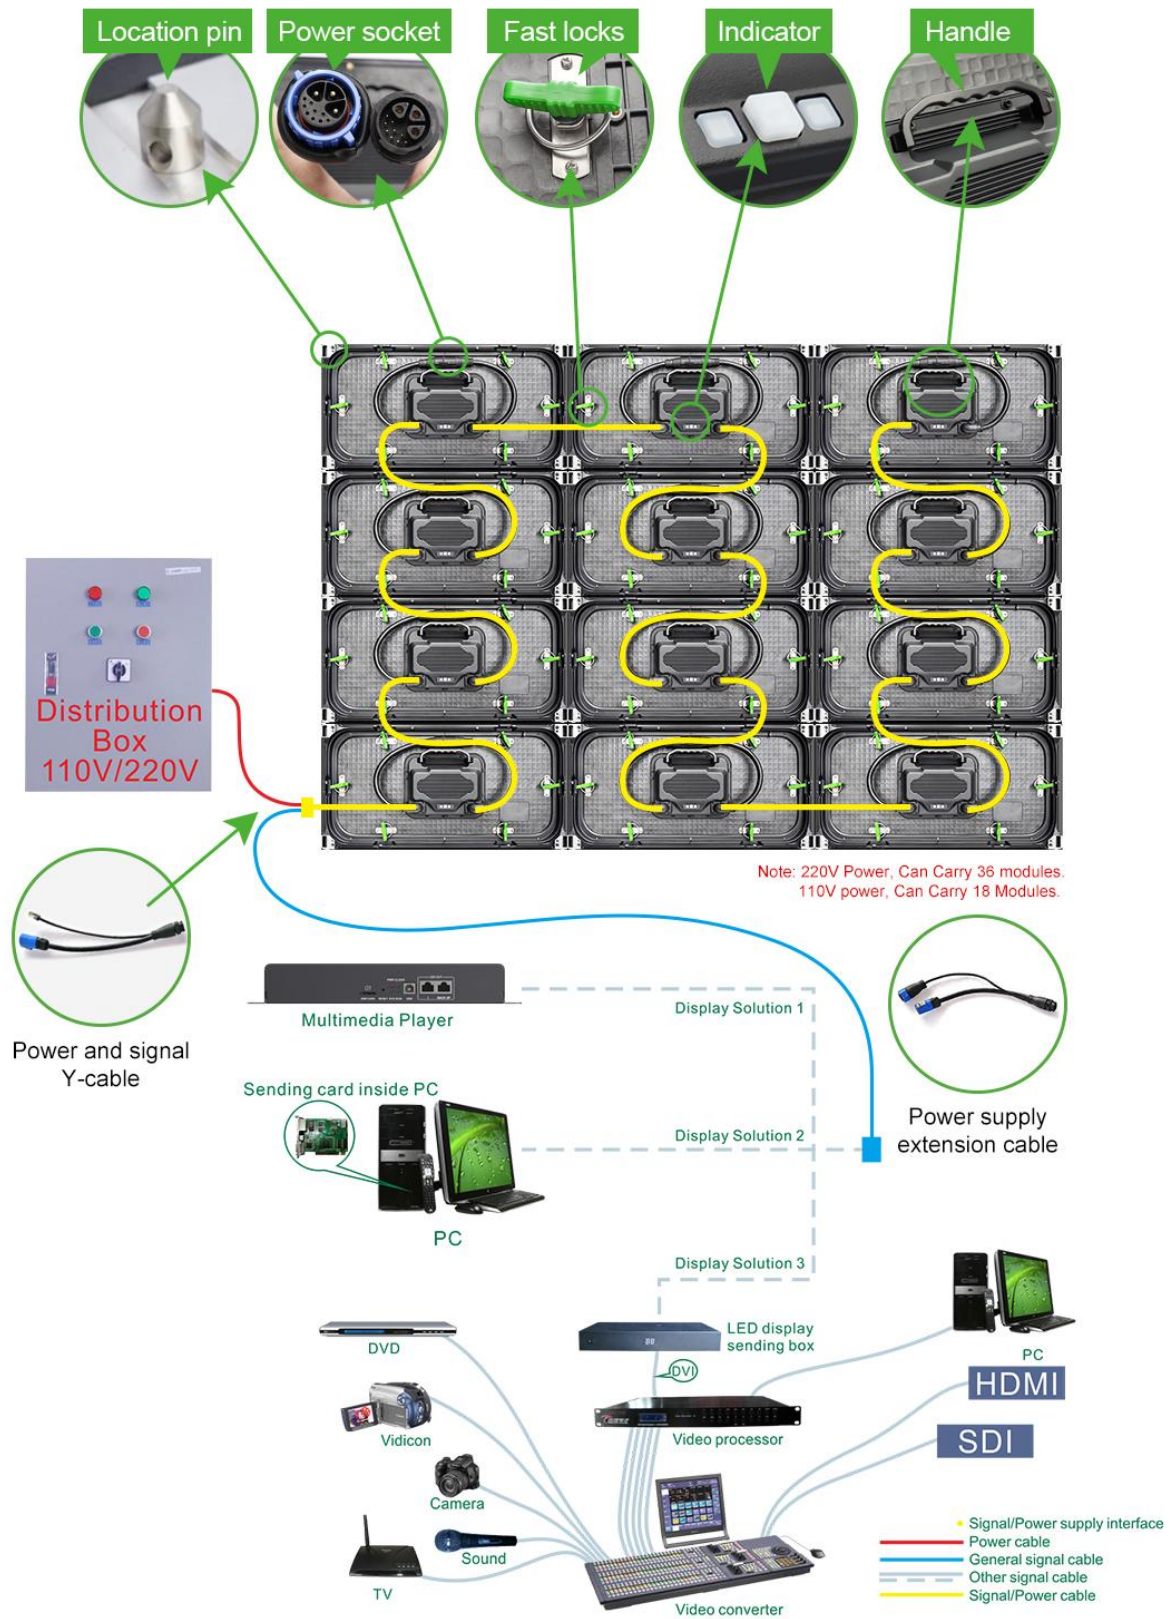 Location pin
Power socket
Fast locks
Indicator
Handle
Distribution
Box
110V/220V
Note: 220V Power, Can Carry 36 modules.
110V power, Can Carry 18 Modules.
Power and signal
Y-cable
Multimedia Player
Display Solution 1
Power supply
extension cable
Sending card inside PC
Display Solution 2
PC
Display Solution 3
LED display
sending box
DVD
DVI
PC
HDMI
Vidicon
Video processor
SDI
Camera
Sound
TV
Video converter
Signal/Power supply interface
Power cable
General signal cable
Other signal cable
Signal/Power cable